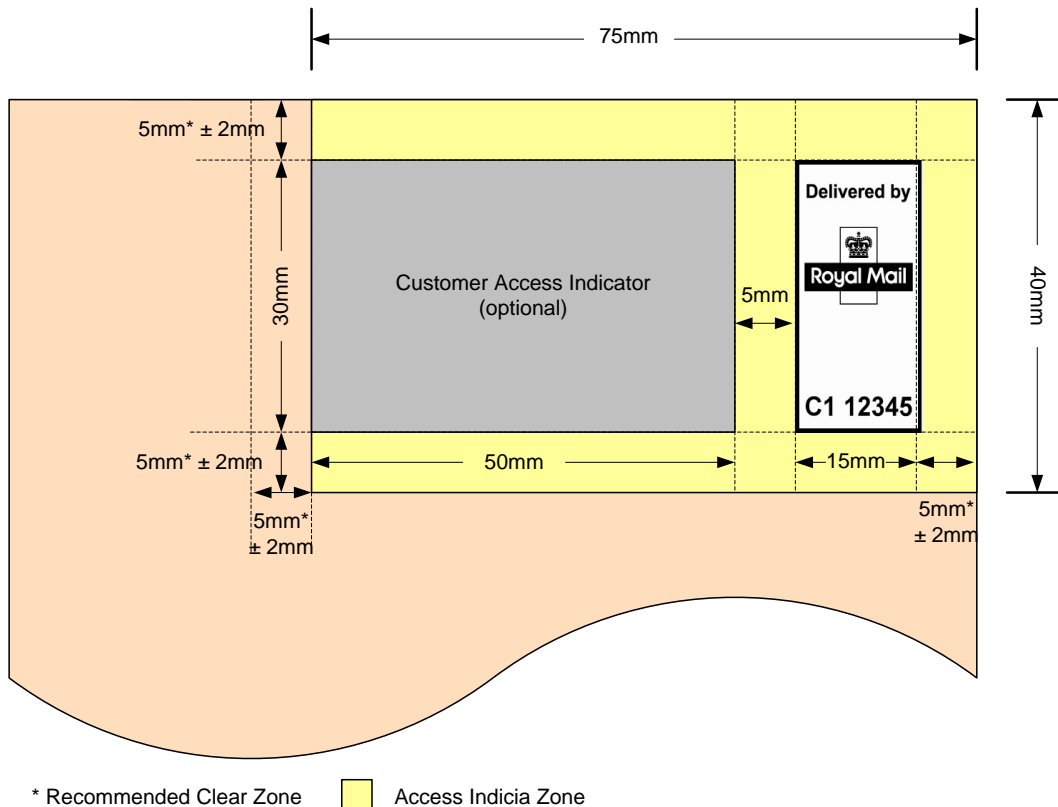 75mm
5mm* ± 2mm
Delivered by
Royal Mail
30mm
Customer Access Indicator
(optional)
5mm
40mm
C1 12345
5mm* ± 2mm
50mm
15mm
5mm*
± 2mm
5mm*
± 2mm
* Recommended Clear Zone
Access Indicia Zone